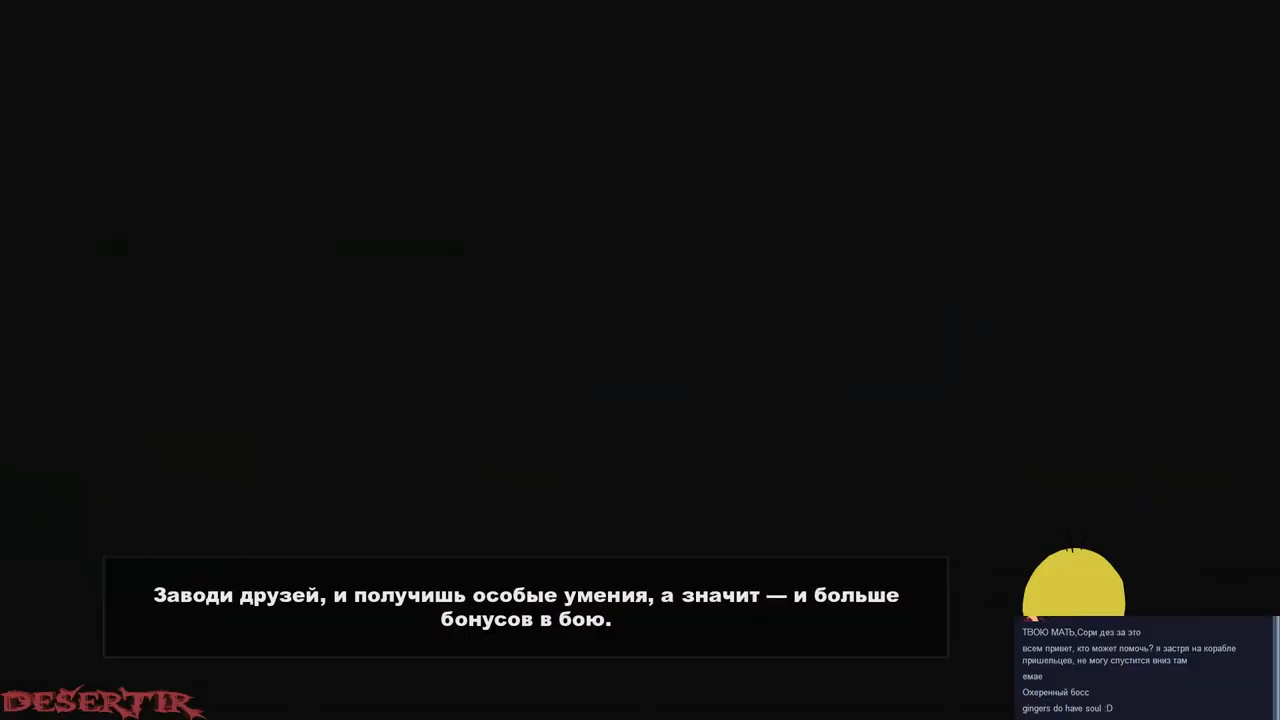 Заводи друзей, и получишь особые умения, а значит — и больше
бонусов в бою.
ТВОЮ МАТЬ,Сори дез за это
всем привет, кто может помочь? я застря на корабле
пришельцев, не могу спустится вниз там
емае
Охеренный босс
gingers do have soul :D
DESERTIR